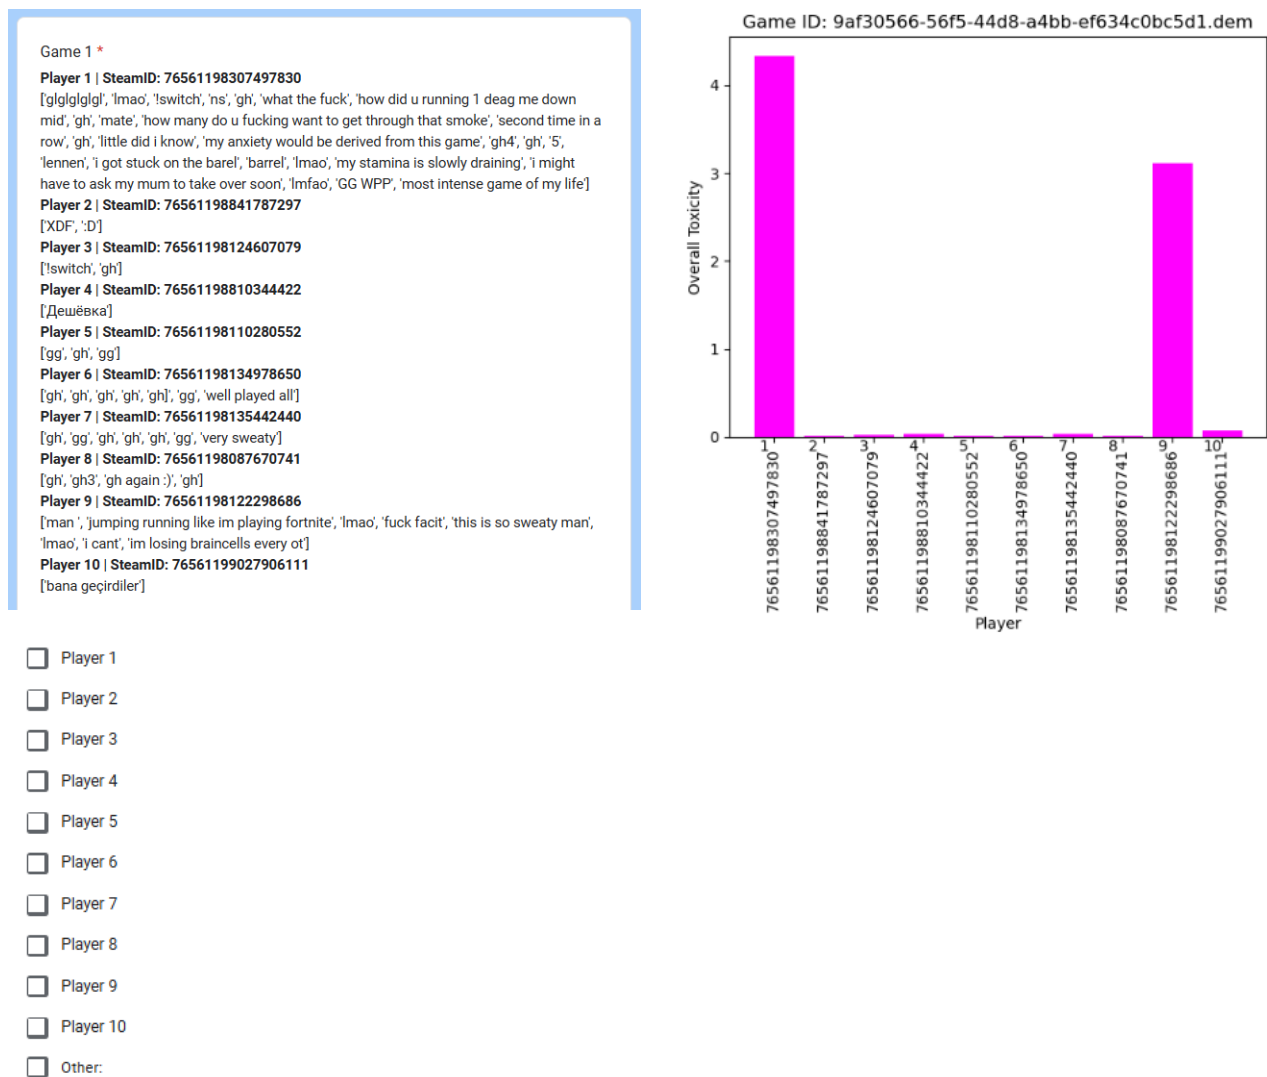 Game 1 *
Player 1 | SteamID: 76561198307497830
['glglglglgl', 'lmao', '!switch', 'ns', 'gh', 'what the fuck', 'how did u running 1 deag me down
mid', 'gh', 'mate', 'how many do u fucking want to get through that smoke', 'second time in a
row', 'gh', 'little did i know', 'my anxiety would be derived from this game', 'gh4', 'gh', '5',
'lennen', 'i got stuck on the barel', 'barrel', 'lmao', 'my stamina is slowly draining', 'i might
have to ask my mum to take over soon', 'lmfao', 'GG WPP', 'most intense game of my life']
Player 2 | SteamID: 76561198841787297
['XDF', ':D']
Player 3 | SteamID: 76561198124607079
['!switch', 'gh']
Player 4 | SteamID: 76561198810344422
['Дешёвка']
Player 5 | SteamID: 76561198110280552
['gg', 'gh', 'gg']
Player 6 | SteamID: 76561198134978650
['gh', 'gh', 'gh', 'gh', 'gh]', 'gg', 'well played all']
Player 7 | SteamID: 76561198135442440
['gh', 'gg', 'gh', 'gh', 'gh', 'gg', 'very sweaty']
Player 8 | SteamID: 76561198087670741
['gh', 'gh3', 'gh again :)', 'gh']
Player 9 | SteamID: 76561198122298686
['man ', 'jumping running like im playing fortnite', 'lmao', 'fuck facit', 'this is so sweaty man',
'lmao', 'i cant', 'im losing braincells every ot']
Player 10 | SteamID: 76561199027906111
['bana geçirdiler']
Game ID: 9af30566-56f5-44d8-a4bb-ef634c0bc5d1.dem
Overall Toxicity
4
3
2
1
0
1 2 3 4 5 6 7 8 9 10
76561198307497830
76561198841787297
76561198124607079
76561198810344422
76561198110280552
76561198134978650
76561198135442440
76561198087670741
76561198122298686
76561199027906111
Player
Player 1
Player 2
Player 3
Player 4
Player 5
Player 6
Player 7
Player 8
Player 9
Player 10
Other: